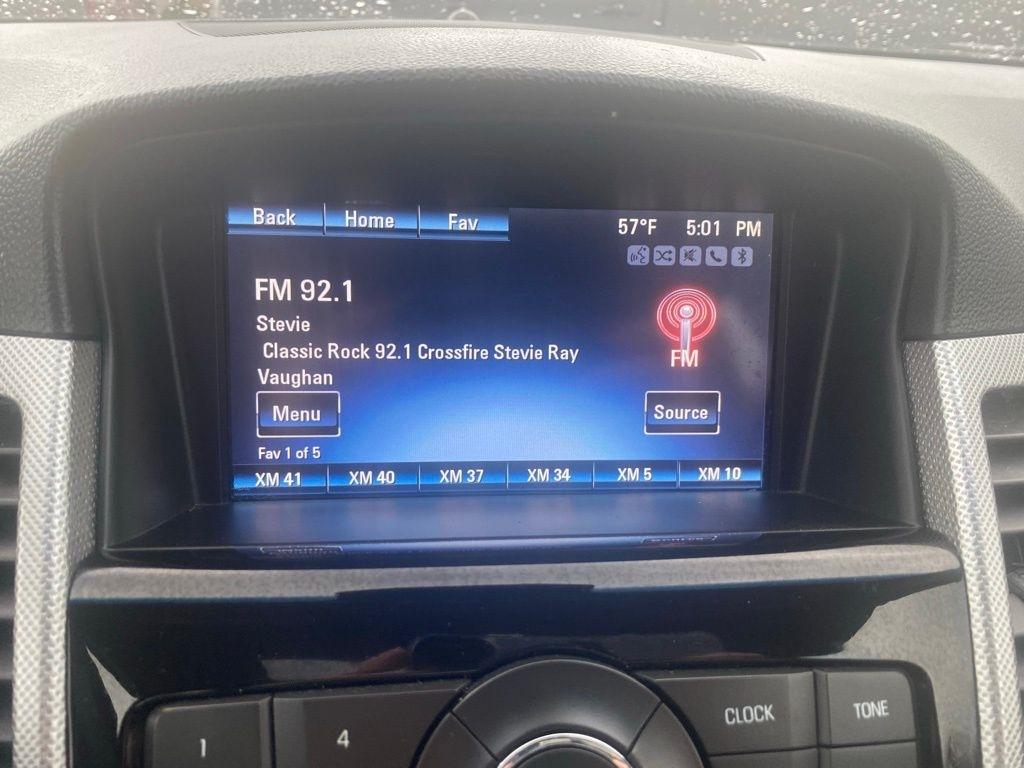 Back Home Fav 57°F 5:01 PM
FM 92.1
Stevie
Classic Rock 92.1 Crossfire Stevie Ray
Vaughan
FM
Menu Source
Fav 1 of 5
XM 41 XM 40 XM 37 XM 34 XM 5 XM 10
1 4 CLOCK TONE